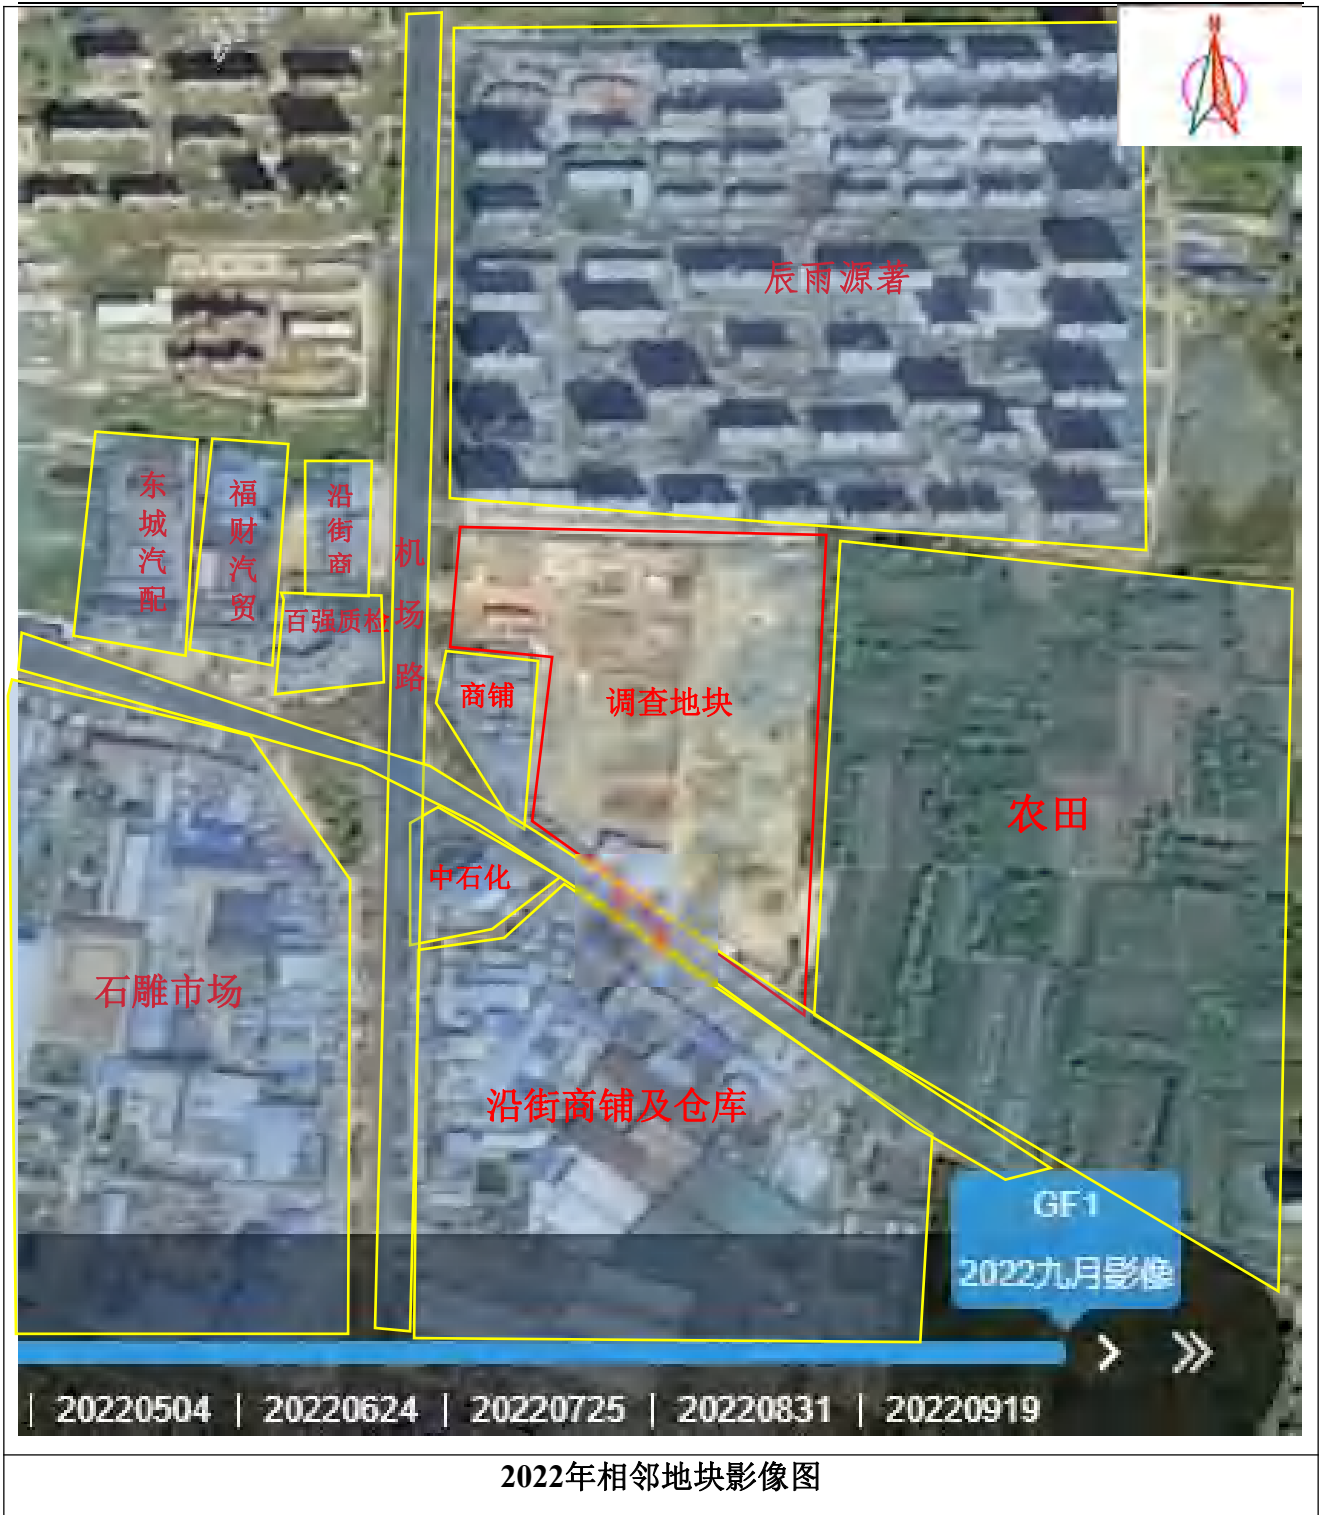 N
辰雨源著
东城汽配
福财汽贸
沿街商
百强质检
机场路
商铺
调查地块
农田
中石化
石雕市场
沿街商铺及仓库
GF1
2022九月影像
| 20220504 | 20220624 | 20220725 | 20220831 | 20220919
2022年相邻地块影像图